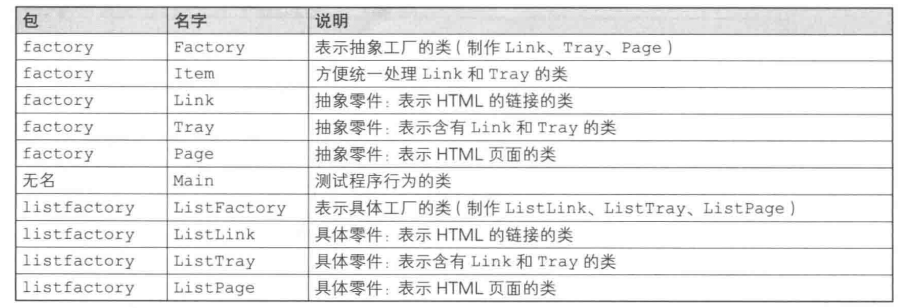 包 名字 说明
factory Factory 表示抽象工厂的类(制作 Link、Tray、Page)
factory Item 方便统一处理 Link 和 Tray 的类
factory Link 抽象零件:表示 HTML 的链接的类
factory Tray 抽象零件:表示含有 Link 和 Tray 的类
factory Page 抽象零件:表示 HTML 页面的类
无名 Main 测试程序行为的类
listfactory ListFactory 表示具体工厂的类(制作 ListLink、ListTray、ListPage)
listfactory ListLink 具体零件:表示 HTML 的链接的类
listfactory ListTray 具体零件:表示含有 Link 和 Tray 的类
listfactory ListPage 具体零件:表示 HTML 页面的类